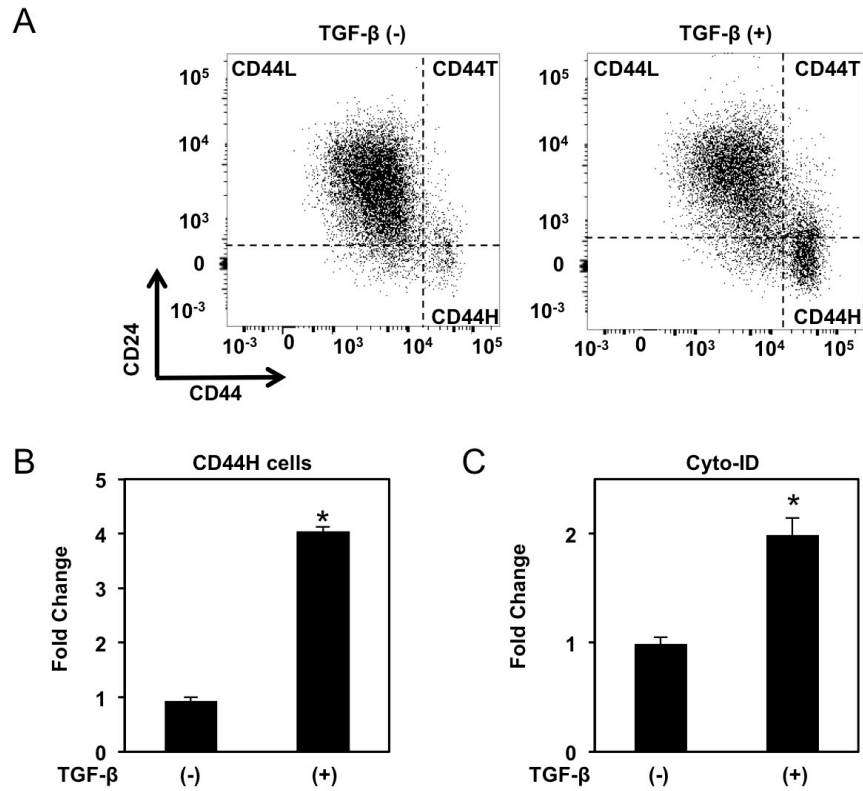 A
TGF-β (-)
TGF-β (+)
CD44L
CD44T
CD44L
CD44T
10⁵
10⁴
10³
0
10⁻³
CD44H
10⁵
10⁴
10³
0
10⁻³
CD44H
10⁻³ 0 10³ 10⁴ 10⁵
10⁻³ 0 10³ 10⁴ 10⁵
CD24
CD44
B
CD44H cells
Fold Change
5
4
*
3
2
1
0
TGF-β (-) (+)
C
Cyto-ID
Fold Change
*
2
1
0
TGF-β (-) (+)